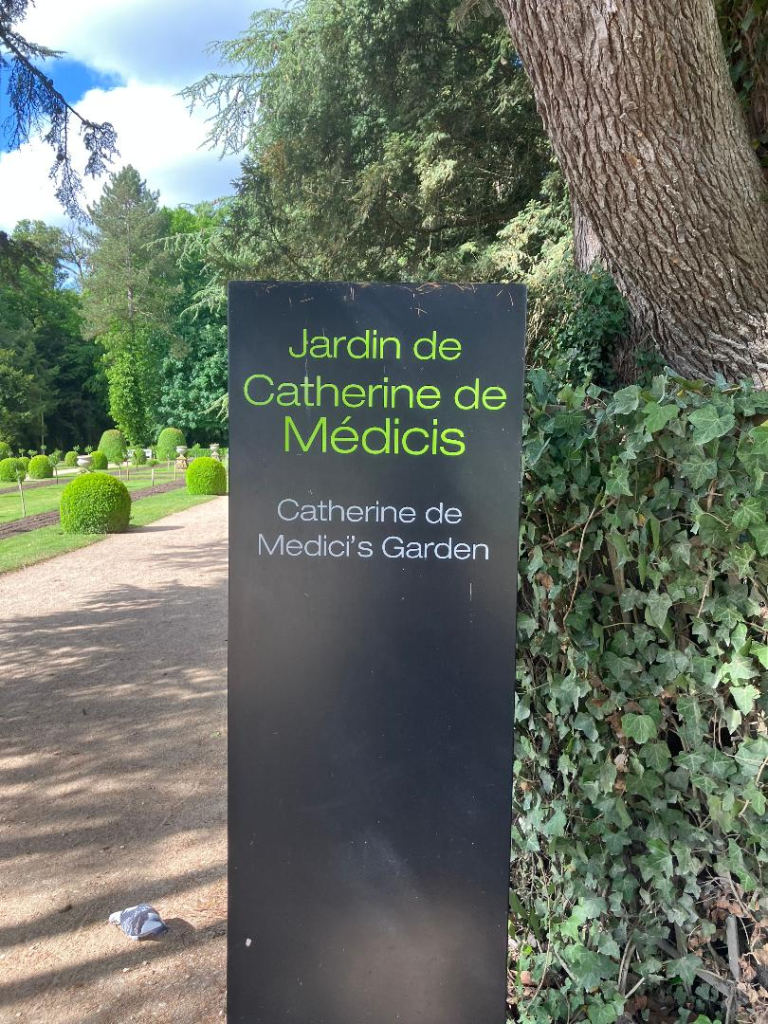 Jardin de
Catherine de
Médicis
Catherine de
Medici's Garden